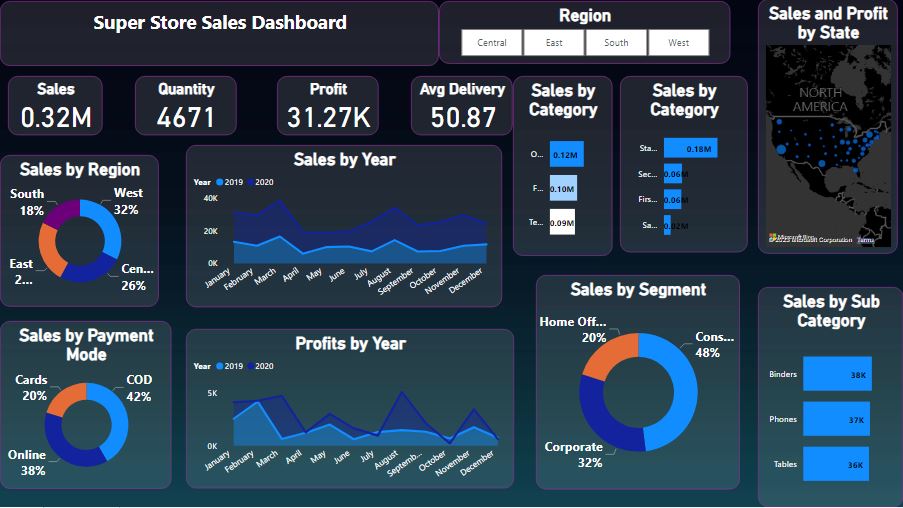 Super Store Sales Dashboard
Region
Central East South West
Sales and Profit
by State
NORTH
AMERICA
© 2023 Microsoft Corporation Terms
Sales
0.32M
Quantity
4671
Profit
31.27K
Avg Delivery
50.87
Sales by
Category
O... 0.12M
F... 0.10M
Te... 0.09M
Sales by
Category
Sta... 0.18M
Sec... 0.06M
Firs... 0.06M
Sa... 0.02M
Sales by Region
South
18%
West
32%
East
2...
Cen...
26%
Sales by Year
Year 2019 2020
40K
20K
0K
January February March April May June July August September October November December
Sales by Payment
Mode
Cards
20%
COD
42%
Online
38%
Profits by Year
Year 2019 2020
5K
0K
January February March April May June July August Septemb... October November December
Sales by Segment
Home Off...
20%
Cons...
48%
Corporate
32%
Sales by Sub
Category
Binders 38K
Phones 37K
Tables 36K